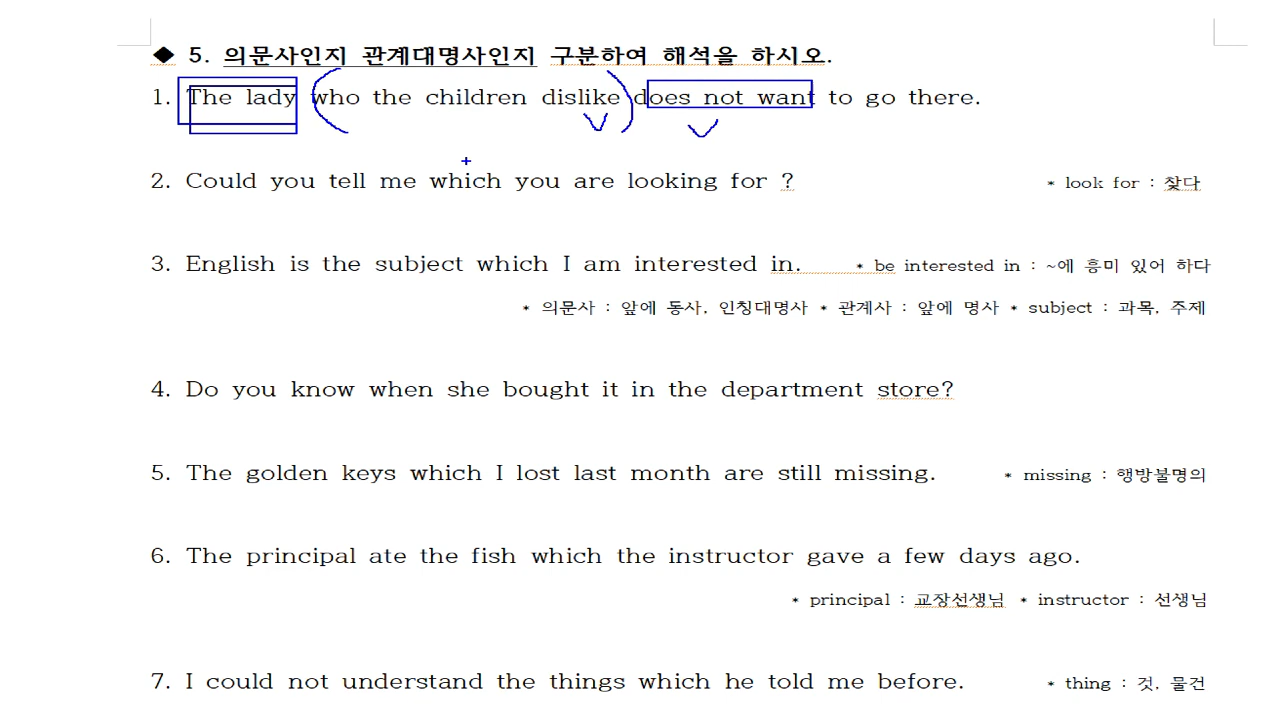 ◆ 5. 의문사인지 관계대명사인지 구분하여 해석을 하시오.
1. The lady who the children dislike does not want to go there.
2. Could you tell me which you are looking for ? * look for : 찾다
3. English is the subject which I am interested in. * be interested in : ~에 흥미 있어 하다
* 의문사 : 앞에 동사, 인칭대명사 * 관계사 : 앞에 명사 * subject : 과목, 주제
4. Do you know when she bought it in the department store?
5. The golden keys which I lost last month are still missing. * missing : 행방불명의
6. The principal ate the fish which the instructor gave a few days ago.
* principal : 교장선생님 * instructor : 선생님
7. I could not understand the things which he told me before. * thing : 것, 물건